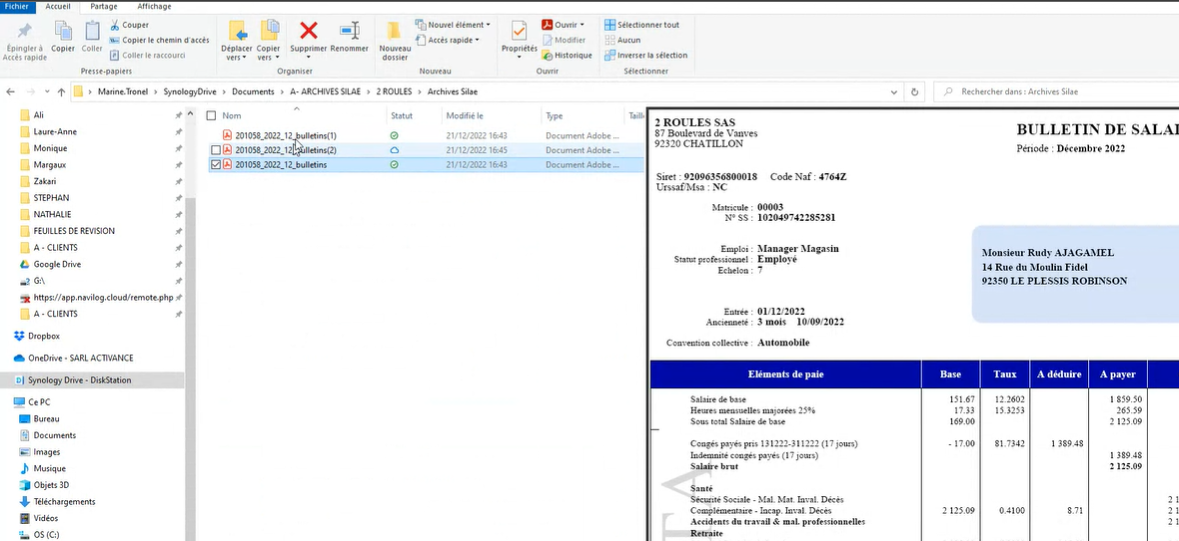 Fichier Accueil Partage Affichage
Épingler à Accès rapide
Copier
Coller
Couper
Copier le chemin d'accès
Coller le raccourci
Presse-papiers
Déplacer vers
Copier vers
Supprimer
Renommer
Organiser
Nouveau dossier
Nouvel élément
Accès rapide
Nouveau
Propriétés
Ouvrir
Modifier
Historique
Ouvrir
Sélectionner tout
Aucun
Inverser la sélection
Sélectionner
> Marine.Tronel > SynologyDrive > Documents > A- ARCHIVES SILAE > 2 ROULES > Archives Silae
Rechercher dans : Archives Silae
Ali
Laure-Anne
Monique
Margaux
Zakari
STEPHAN
NATHALIE
FEUILLES DE REVISION
A - CLIENTS
Google Drive
G:\
https://app.navilog.cloud/remote.php
A - CLIENTS
Dropbox
OneDrive - SARL ACTIVANCE
Synology Drive - DiskStation
Ce PC
Bureau
Documents
Images
Musique
Objets 3D
Téléchargements
Vidéos
OS (C:)
Nom Statut Modifié le Type Taill
201058_2022_12_bulletins(1) 21/12/2022 16:43 Document Adobe ...
201058_2022_12_bulletins(2) 21/12/2022 16:45 Document Adobe ...
201058_2022_12_bulletins 21/12/2022 16:43 Document Adobe ...
2 ROULES SAS
87 Boulevard de Vanves
92320 CHATILLON
BULLETIN DE SALAI
Période : Décembre 2022
Siret : 92096356800018 Code Naf : 4764Z
Urssaf/Msa : NC
Matricule : 00003
N° SS : 102049742285281
Emploi : Manager Magasin
Statut professionnel : Employé
Echelon : 7
Monsieur Rudy AJAGAMEL
14 Rue du Moulin Fidel
92350 LE PLESSIS ROBINSON
Entrée : 01/12/2022
Ancienneté : 3 mois 10/09/2022
Convention collective : Automobile
Eléments de paie Base Taux A déduire A payer
Salaire de base 151.67 12.2602 1 859.50
Heures mensuelles majorées 25% 17.33 15.3253 265.59
Sous total Salaire de base 169.00 2 125.09
Congés payés pris 131222-311222 (17 jours) - 17.00 81.7342 1 389.48
Indemnité congés payés (17 jours) 1 389.48
Salaire brut 2 125.09
Santé
Sécurité Sociale - Mal. Mat. Inval. Décès 2 1
Complémentaire - Incap. Inval. Décès 2 125.09 0.4100 8.71 2 1
Accidents du travail & mal. professionnelles 2 1
Retraite